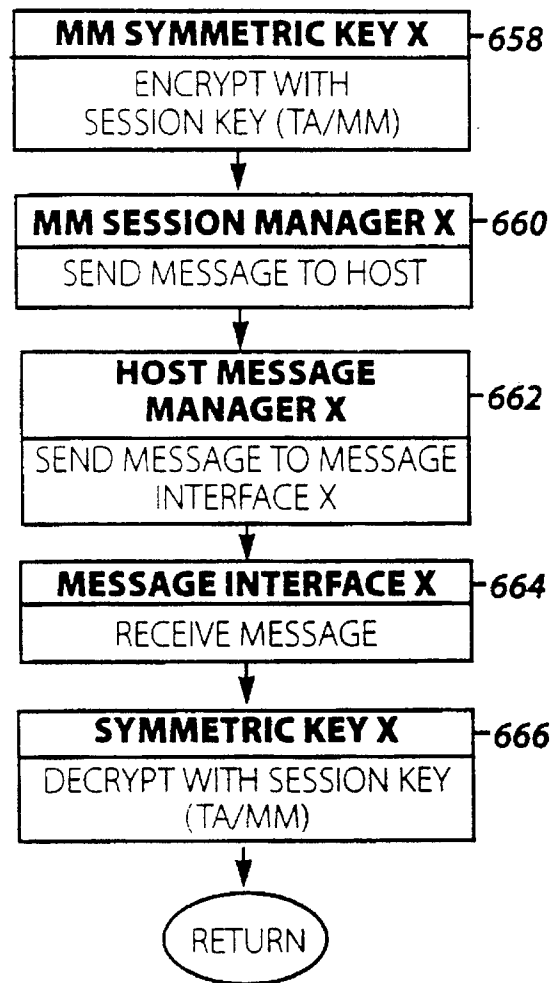 MM SYMMETRIC KEY X
658
ENCRYPT WITH
SESSION KEY (TA/MM)
MM SESSION MANAGER X
660
SEND MESSAGE TO HOST
HOST MESSAGE
MANAGER X
662
SEND MESSAGE TO MESSAGE
INTERFACE X
MESSAGE INTERFACE X
664
RECEIVE MESSAGE
SYMMETRIC KEY X
666
DECRYPT WITH SESSION KEY
(TA/MM)
RETURN